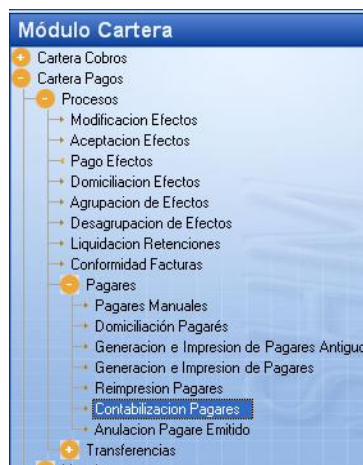 Módulo Cartera
Cartera Cobros
Cartera Pagos
Procesos
Modificacion Efectos
Aceptacion Efectos
Pago Efectos
Domiciliacion Efectos
Agrupacion de Efectos
Desagrupacion de Efectos
Liquidacion Retenciones
Conformidad Facturas
Pagares
Pagares Manuales
Domiciliación Pagaré
Generacion e Impresion de Pagares Antiguo
Generacion e Impresion de Pagares
Reimpresion Pagares
Contabilizacion Pagares
Anulacion Pagare Emitido
Transferencias